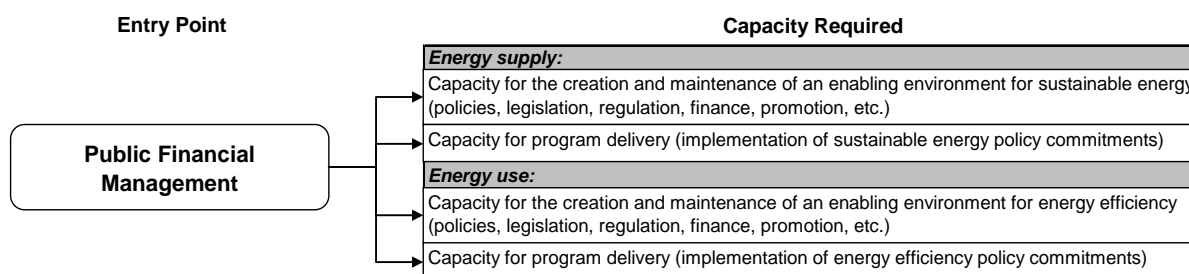 Entry Point
Capacity Required
Energy supply:
Capacity for the creation and maintenance of an enabling environment for sustainable energy
(policies, legislation, regulation, finance, promotion, etc.)
Capacity for program delivery (implementation of sustainable energy policy commitments)
Public Financial
Management
Energy use:
Capacity for the creation and maintenance of an enabling environment for energy efficiency
(policies, legislation, regulation, finance, promotion, etc.)
Capacity for program delivery (implementation of energy efficiency policy commitments)